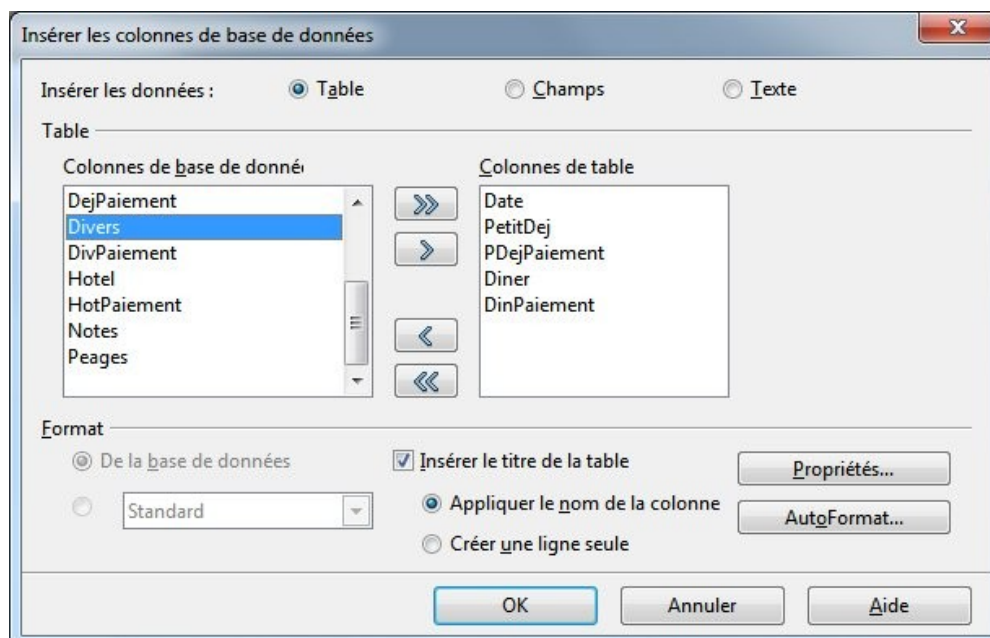 Insérer les colonnes de base de données
Insérer les données : Table Champs Texte
Table
Colonnes de base de donné
DejPaiement
Divers
DivPaiement
Hotel
HotPaiement
Notes
Peages
Colonnes de table
Date
PetitDej
PDejPaiement
Diner
DinPaiement
Format
De la base de données
Standard
Insérer le titre de la table
Appliquer le nom de la colonne
Créer une ligne seule
Propriétés...
AutoFormat...
OK Annuler Aide